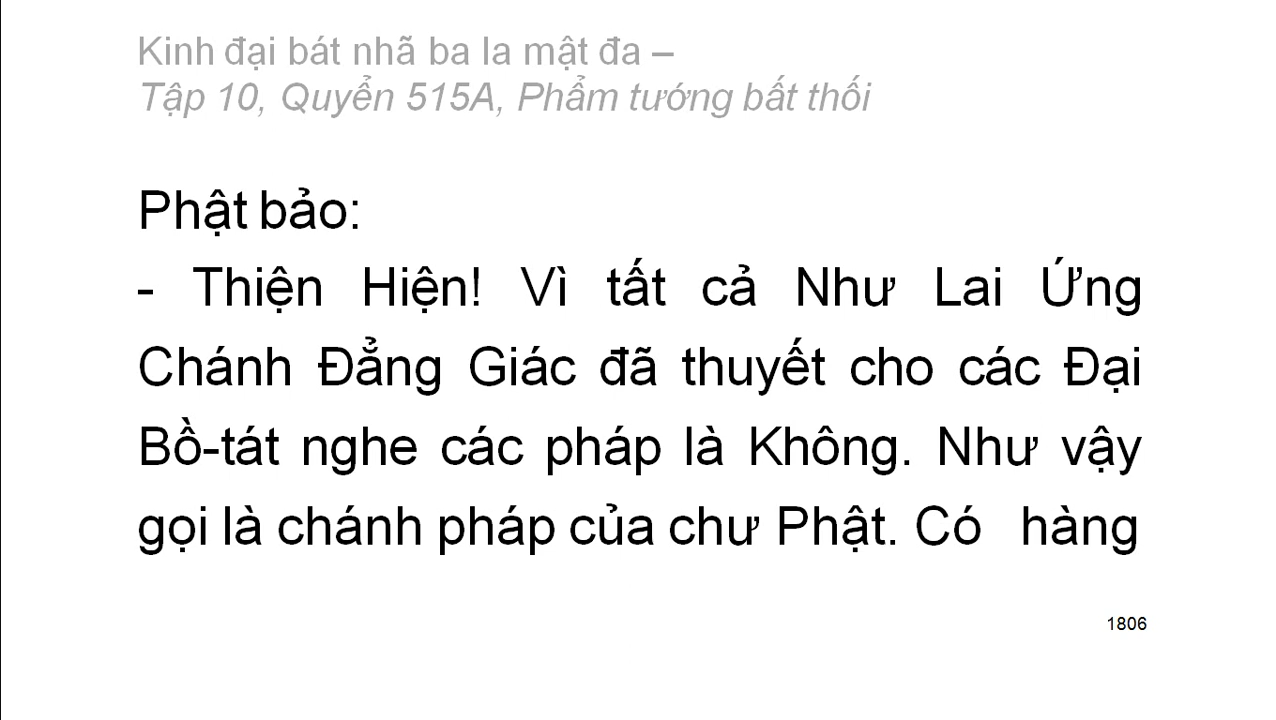 Kinh đại bát nhã ba la mật đa –
Tập 10, Quyển 515A, Phẩm tướng bất thối
Phật bảo:
- Thiện Hiện! Vì tất cả Như Lai Ứng
Chánh Đẳng Giác đã thuyết cho các Đại
Bồ-tát nghe các pháp là Không. Như vậy
gọi là chánh pháp của chư Phật. Có hàng
1806